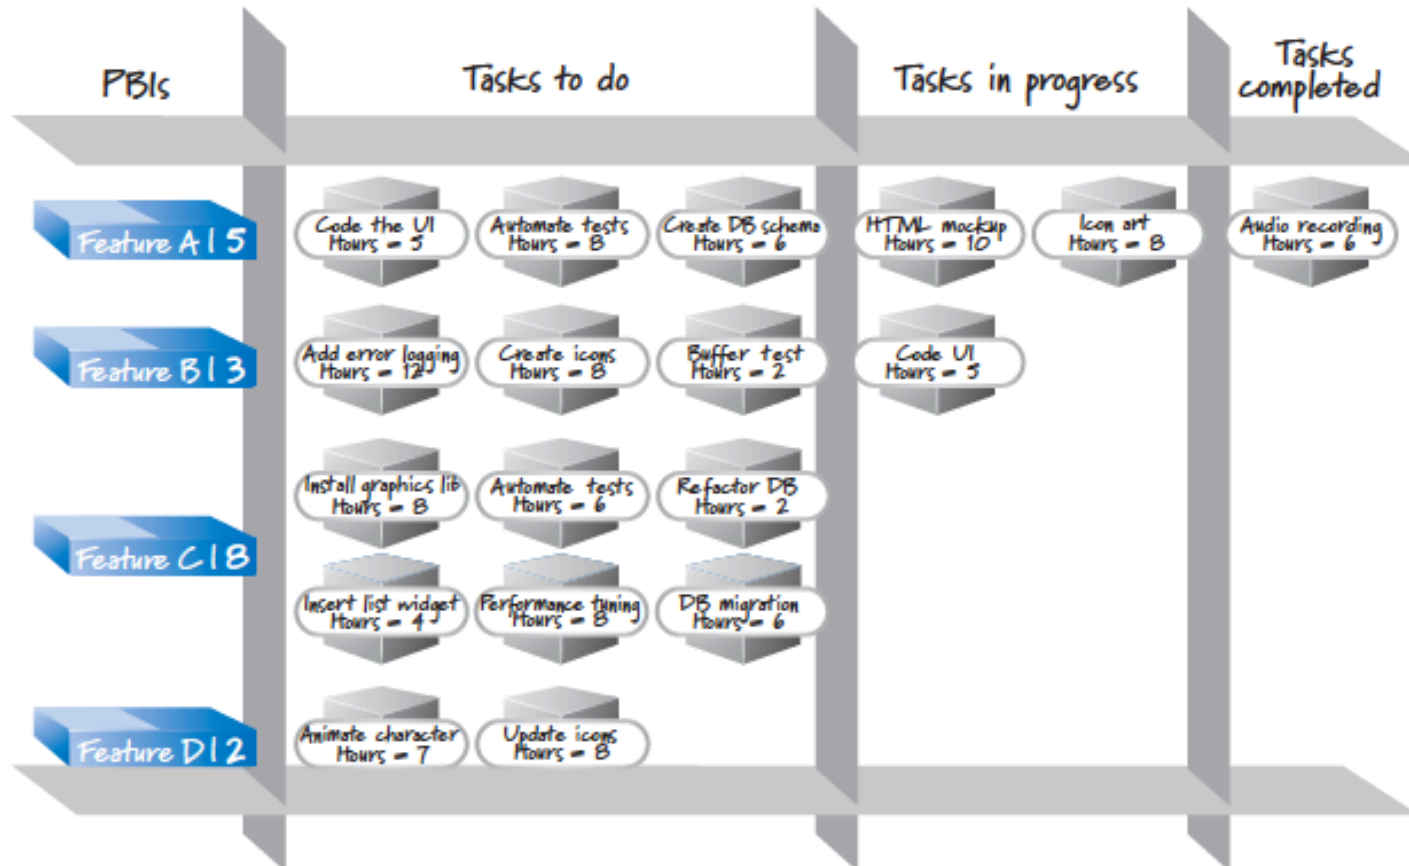 PBIs
Tasks to do
Tasks in progress
Tasks
completed
Feature A | 5
Code the UI
Hours = 5
Automate tests
Hours = 8
Create DB schema
Hours = 6
HTML mockup
Hours = 10
Icon art
Hours = 8
Audio recording
Hours = 6
Feature B | 3
Add error logging
Hours = 12
Create icons
Hours = 8
Buffer test
Hours = 2
Code UI
Hours = 5
Feature C | 8
Install graphics lib
Hours = 8
Automate tests
Hours = 6
Refactor DB
Hours = 2
Insert list widget
Hours = 4
Performance tuning
Hours = 8
DB migration
Hours = 6
Feature D | 2
Animate character
Hours = 7
Update icons
Hours = 8